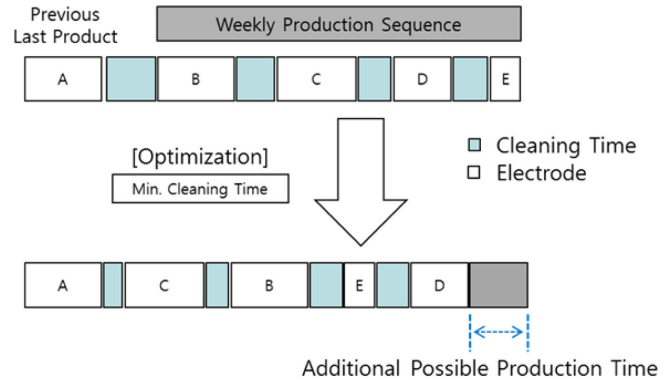 Previous
Last Product
Weekly Production Sequence
A
B
C
D
E
[Optimization]
Min. Cleaning Time
Cleaning Time
Electrode
A
C
B
E
D
Additional Possible Production Time